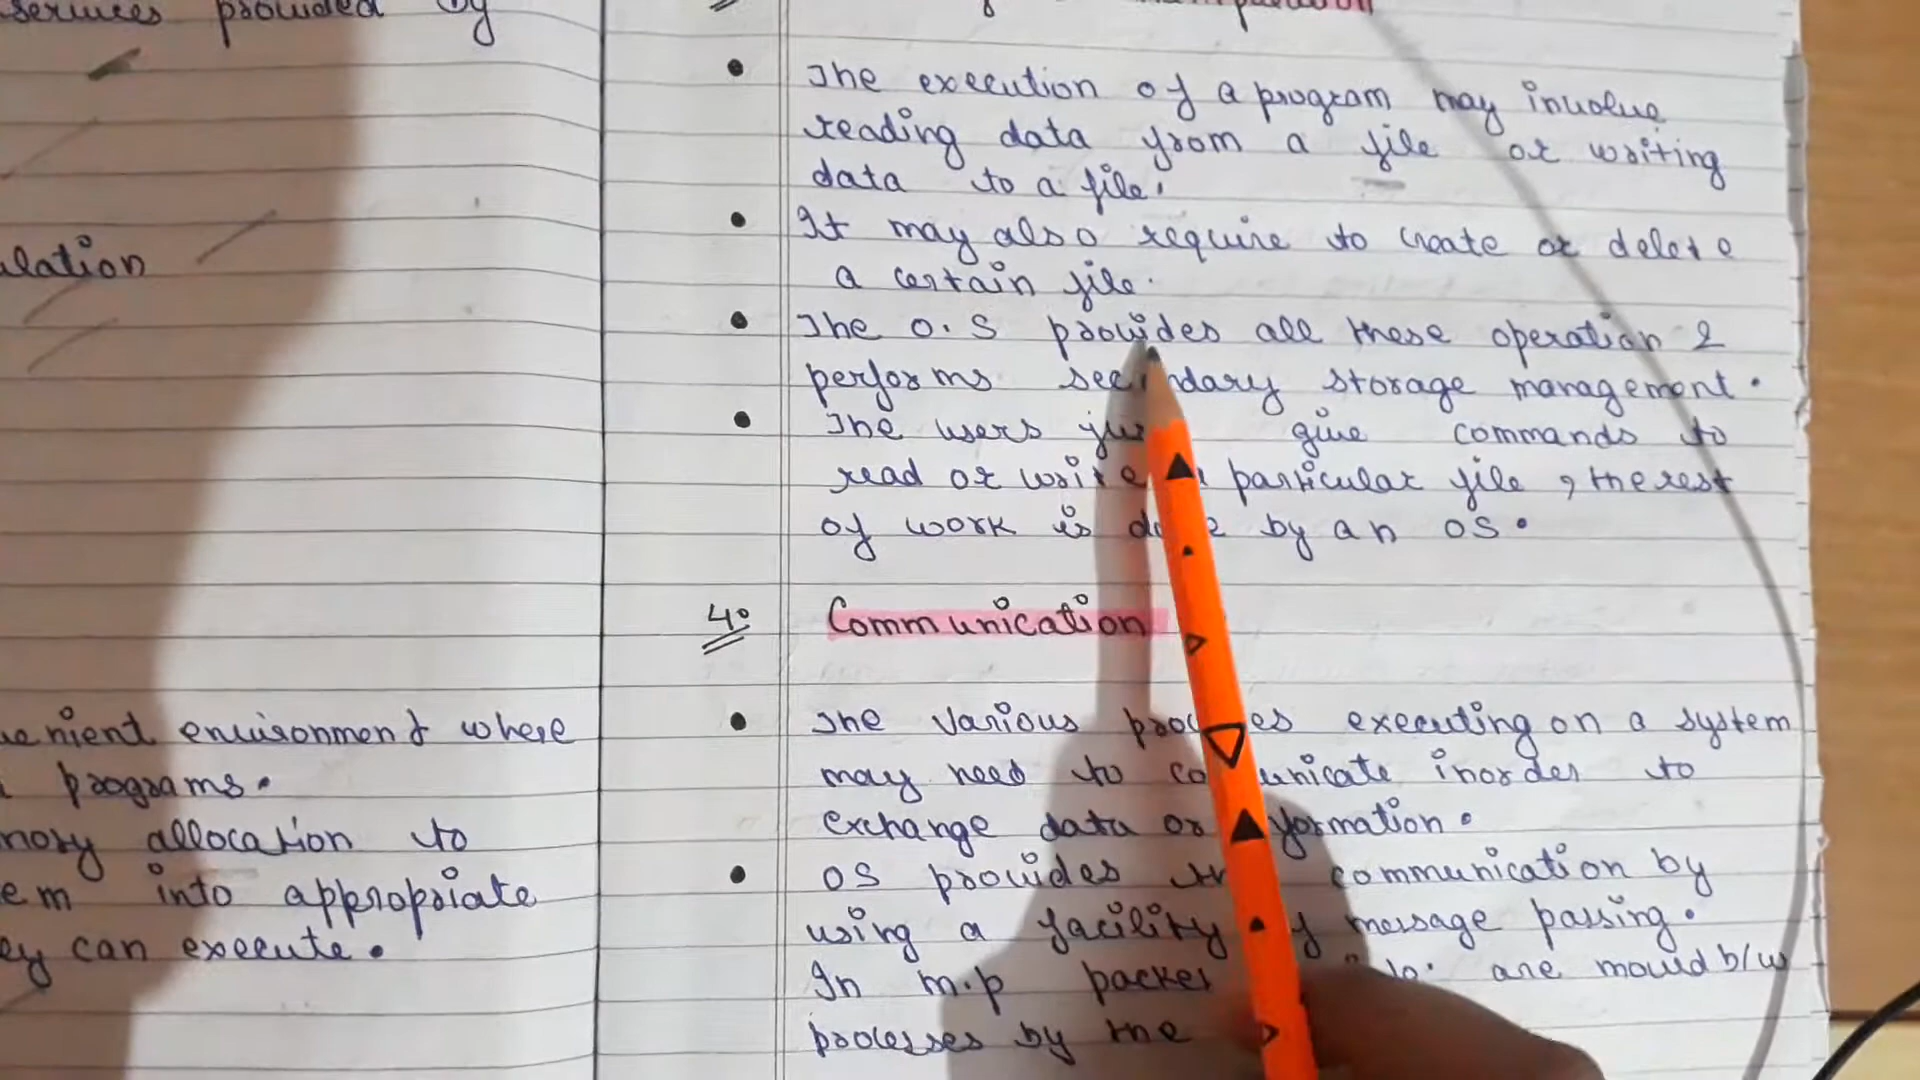 services provided by
ulation
enient environment where
programs.
mory allocation to
em into appropriate
ey can execute.
The execution of a program may involve
reading data from a file or writing
data to a file.
It may also require to create or delete
a certain file.
The O.S provides all these operation &
performs secondary storage management.
The users give commands to
read or write particular file, the rest
of work is by an OS.
4. Communication
The various executing on a system
may need to inorder to
exchange data or
OS provides communication by
using a facility message passing.
In m.p packet are moved b/w
processes by the